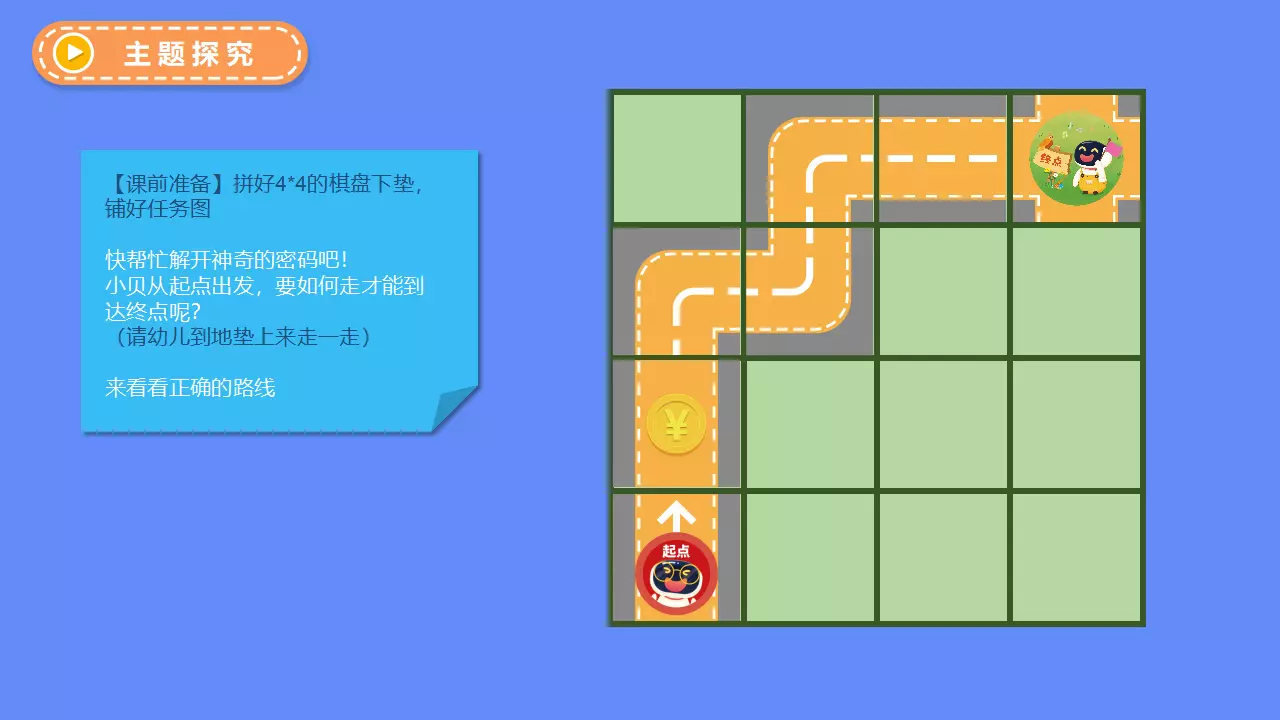 主题探究
【课前准备】拼好4*4的棋盘下垫，
铺好任务图
快帮忙解开神奇的密码吧！
小贝从起点出发，要如何走才能到
达终点呢？
（请幼儿到地垫上来走一走）
来看看正确的路线
终点
¥
起点